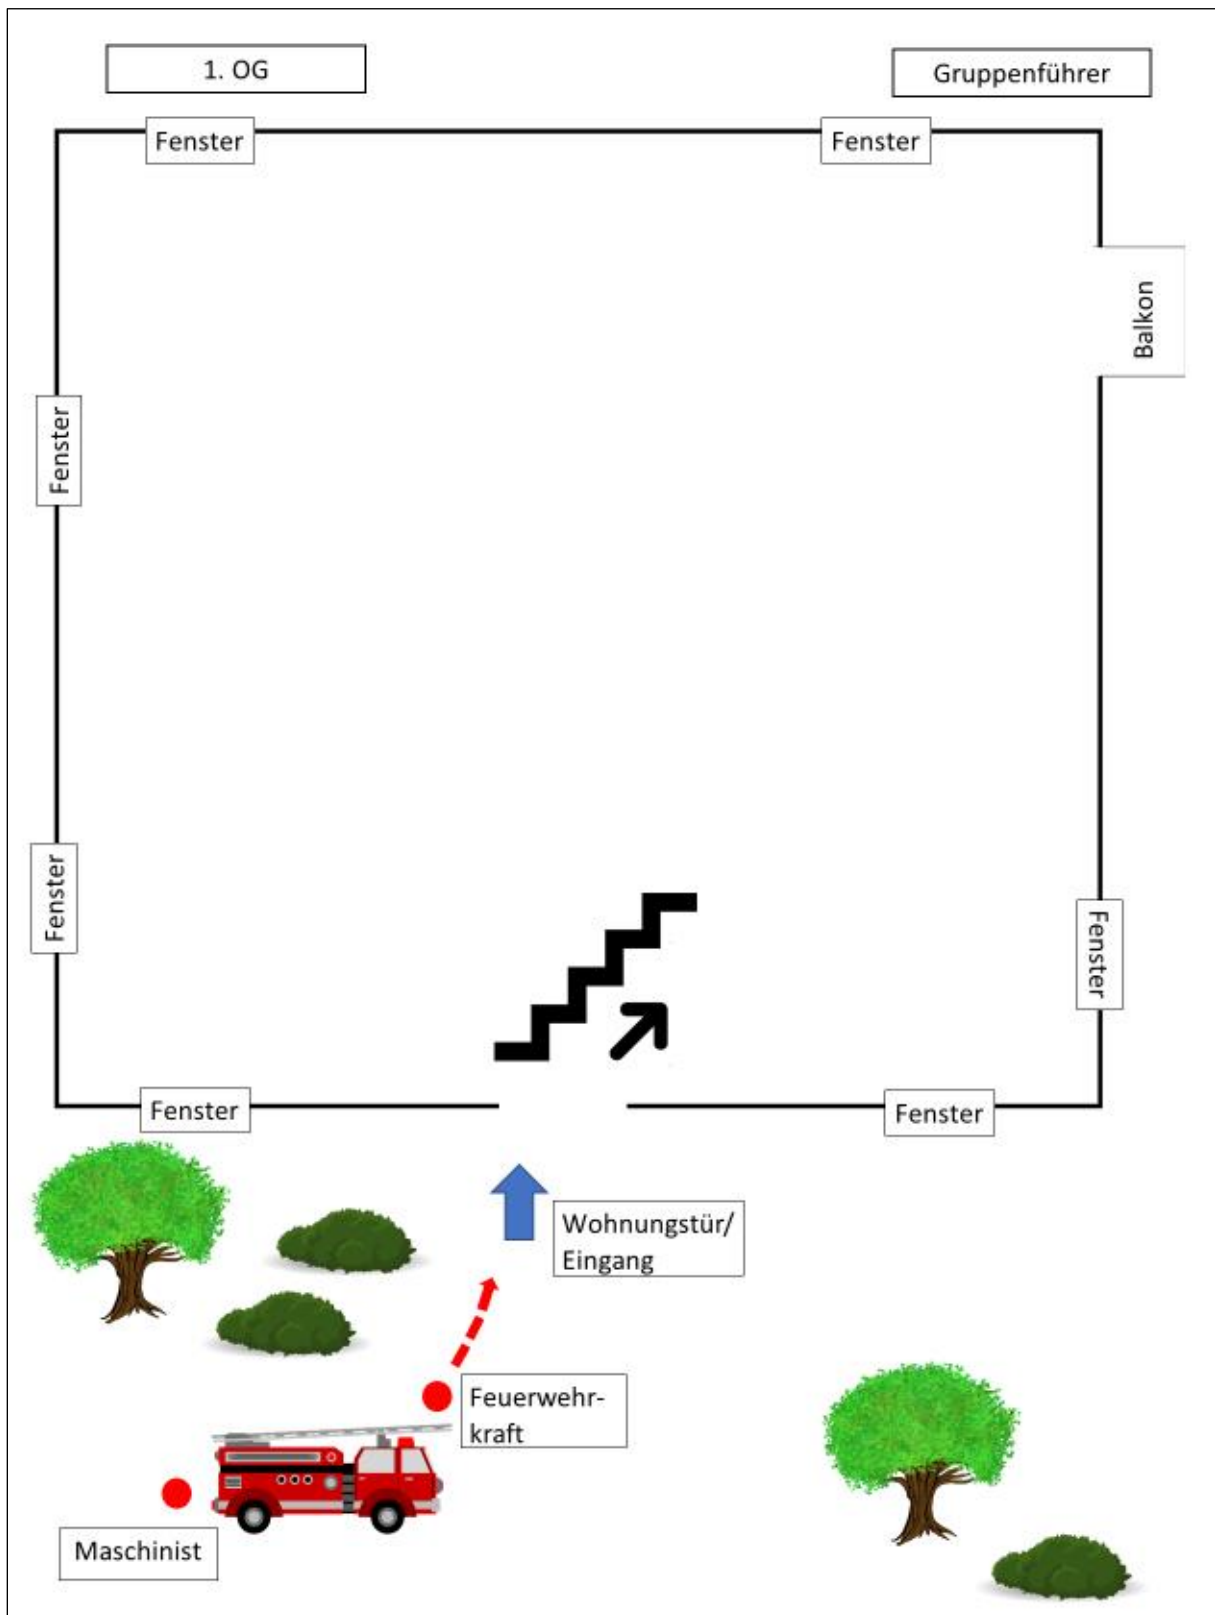 1. OG
Gruppenführer
Fenster
Fenster
Balkon
Fenster
Fenster
Fenster
Fenster
Fenster
Wohnungstür/
Eingang
Feuerwehr-
kraft
Maschinist